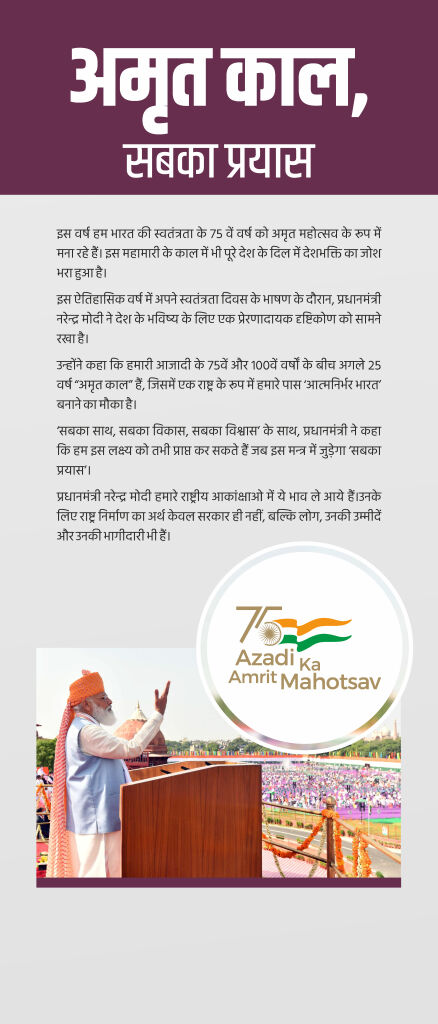 अमृत काल,
सबका प्रयास
इस वर्ष हम भारत की स्वतंत्रता के 75 वें वर्ष को अमृत महोत्सव के रूप में
मना रहे हैं। इस महामारी के काल में भी पूरे देश के दिल में देशभक्ति का जोश
भरा हुआ है।
इस ऐतिहासिक वर्ष में अपने स्वतंत्रता दिवस के भाषण के दौरान, प्रधानमंत्री
नरेन्द्र मोदी ने देश के भविष्य के लिए एक प्रेरणादायक दृष्टिकोण को सामने
रखा है।
उन्होंने कहा कि हमारी आजादी के 75वें और 100वें वर्षों के बीच अगले 25
वर्ष “अमृत काल” हैं, जिसमें एक राष्ट्र के रूप में हमारे पास ‘आत्मनिर्भर भारत’
बनाने का मौका है।
‘सबका साथ, सबका विकास, सबका विश्वास’ के साथ, प्रधानमंत्री ने कहा
कि हम इस लक्ष्य को तभी प्राप्त कर सकते हैं जब इस मन्त्र में जुड़ेगा ‘सबका
प्रयास’।
प्रधानमंत्री नरेन्द्र मोदी हमारे राष्ट्रीय आकांक्षाओ में ये भाव ले आये हैं।उनके
लिए राष्ट्र निर्माण का अर्थ केवल सरकार ही नहीं, बल्कि लोग, उनकी उम्मीदें
और उनकी भागीदारी भी हैं।
75
Azadi Ka
Amrit Mahotsav